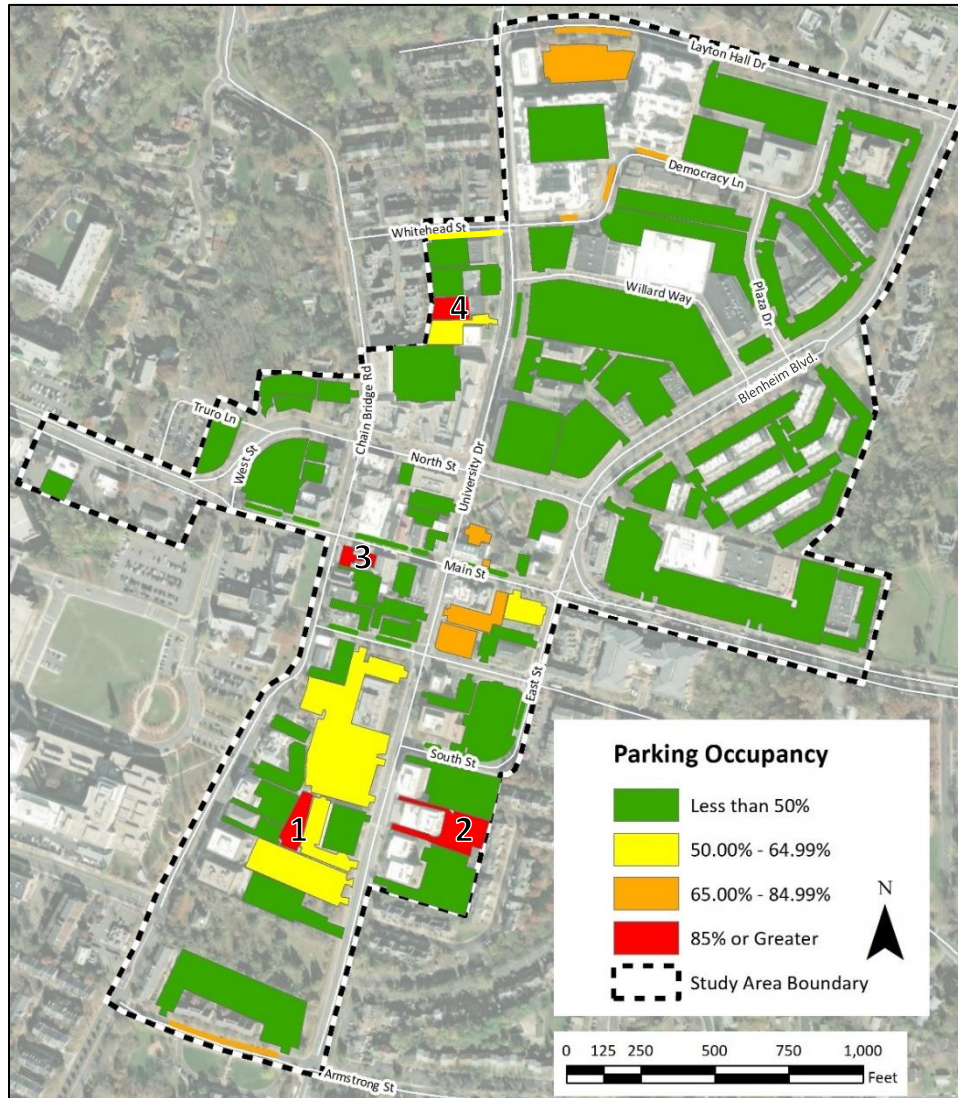 Layton Hall Dr
Democracy Ln
Whitehead St
Willard Way
4
Plaza Dr
Blenheim Blvd.
Chain Bridge Rd
Truro Ln
West St
North St
University Dr
3
Main St
East St
South St
1
2
Armstrong St
Parking Occupancy
Less than 50%
50.00% - 64.99%
65.00% - 84.99%
85% or Greater
Study Area Boundary
N
0 125 250 500 750 1,000
Feet